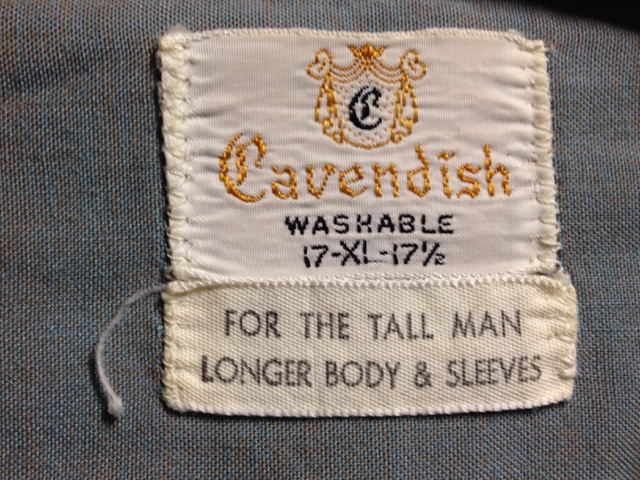 C
Cavendish
WASHABLE
17-XL-17½
FOR THE TALL MAN
LONGER BODY & SLEEVES